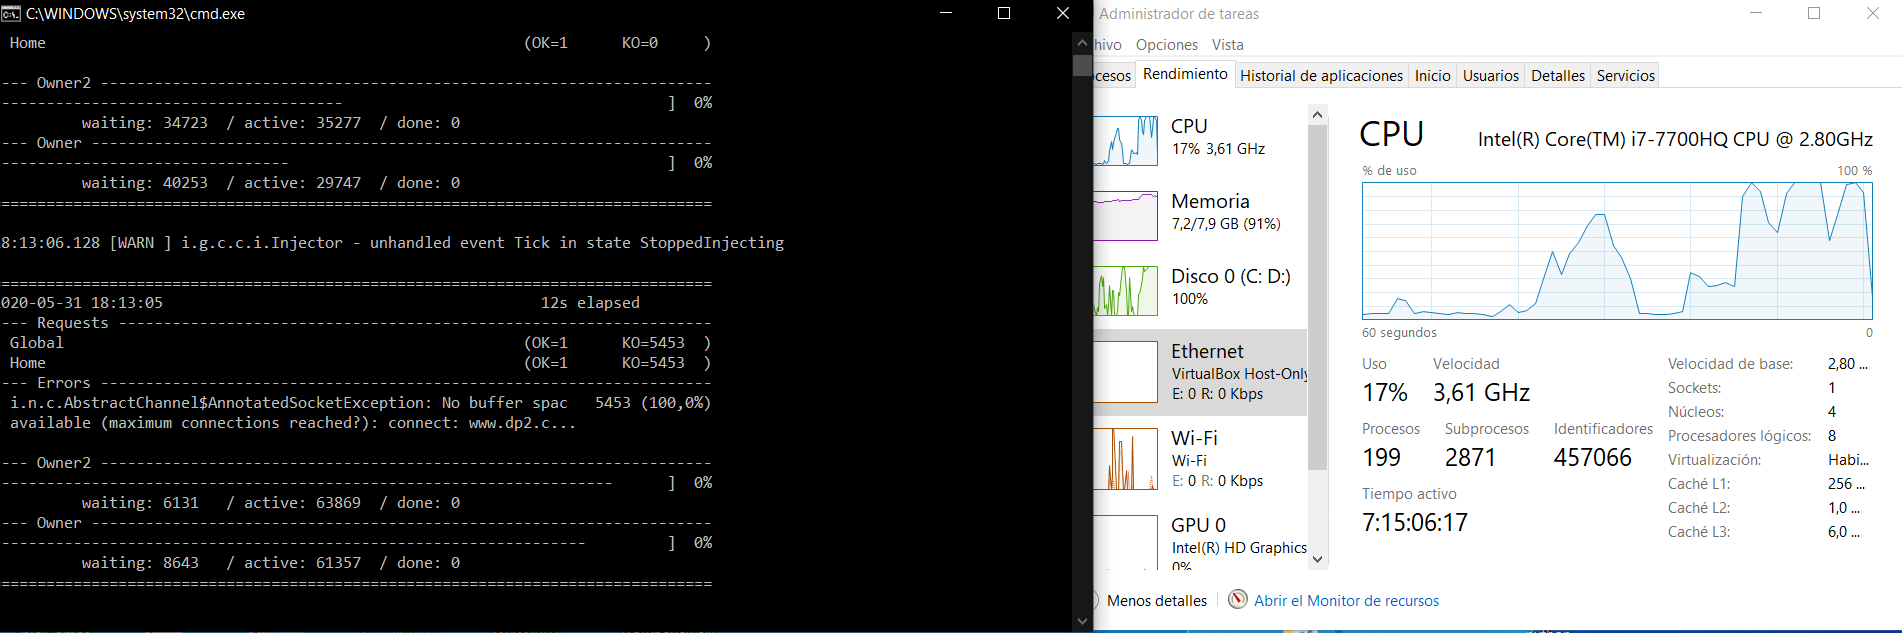 C:\WINDOWS\system32\cmd.exe
Home (OK=1 KO=0 )
--- Owner2 --------------------------------------------------------------------
-------------------------------------- ] 0%
waiting: 34723 / active: 35277 / done: 0
--- Owner ---------------------------------------------------------------------
-------------------------------- ] 0%
waiting: 40253 / active: 29747 / done: 0
===============================================================================
8:13:06.128 [WARN ] i.g.c.c.i.Injector - unhandled event Tick in state StoppedInjecting
===============================================================================
020-05-31 18:13:05 12s elapsed
--- Requests ------------------------------------------------------------------
Global (OK=1 KO=5453 )
Home (OK=1 KO=5453 )
--- Errors --------------------------------------------------------------------
i.n.c.AbstractChannel$AnnotatedSocketException: No buffer spac 5453 (100,0%)
available (maximum connections reached?): connect: www.dp2.c...
--- Owner2 --------------------------------------------------------------------
-------------------------------------------------------------------- ] 0%
waiting: 6131 / active: 63869 / done: 0
--- Owner ---------------------------------------------------------------------
----------------------------------------------------------------- ] 0%
waiting: 8643 / active: 61357 / done: 0
===============================================================================
Administrador de tareas
hivo Opciones Vista
cesos Rendimiento Historial de aplicaciones Inicio Usuarios Detalles Servicios
CPU
17% 3,61 GHz
Memoria
7,2/7,9 GB (91%)
Disco 0 (C: D:)
100%
Ethernet
VirtualBox Host-Only
E: 0 R: 0 Kbps
Wi-Fi
Wi-Fi
E: 0 R: 0 Kbps
GPU 0
Intel(R) HD Graphics
0%
CPU Intel(R) Core(TM) i7-7700HQ CPU @ 2.80GHz
% de uso 100 %
60 segundos 0
Uso Velocidad
17% 3,61 GHz
Procesos Subprocesos Identificadores
199 2871 457066
Tiempo activo
7:15:06:17
Velocidad de base: 2,80 ...
Sockets: 1
Núcleos: 4
Procesadores lógicos: 8
Virtualización: Habi...
Caché L1: 256 ...
Caché L2: 1,0 ...
Caché L3: 6,0 ...
Menos detalles Abrir el Monitor de recursos